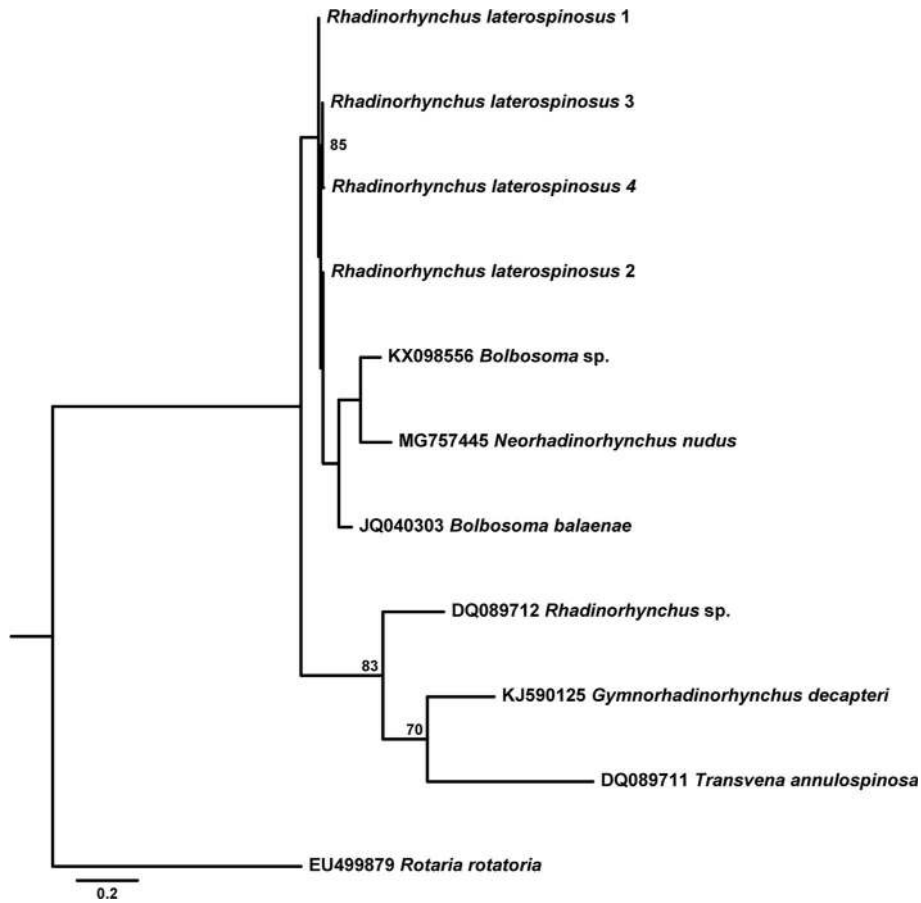 Rhadinorhynchus laterospinosus 1
Rhadinorhynchus laterospinosus 3
85
Rhadinorhynchus laterospinosus 4
Rhadinorhynchus laterospinosus 2
KX098556 Bolbosoma sp.
MG757445 Neorhadinorhynchus nudus
JQ040303 Bolbosoma balaenae
DQ089712 Rhadinorhynchus sp.
83
KJ590125 Gymnorhadinorhynchus decapteri
70
DQ089711 Transvena annulospinosa
EU499879 Rotaria rotatoria
0.2